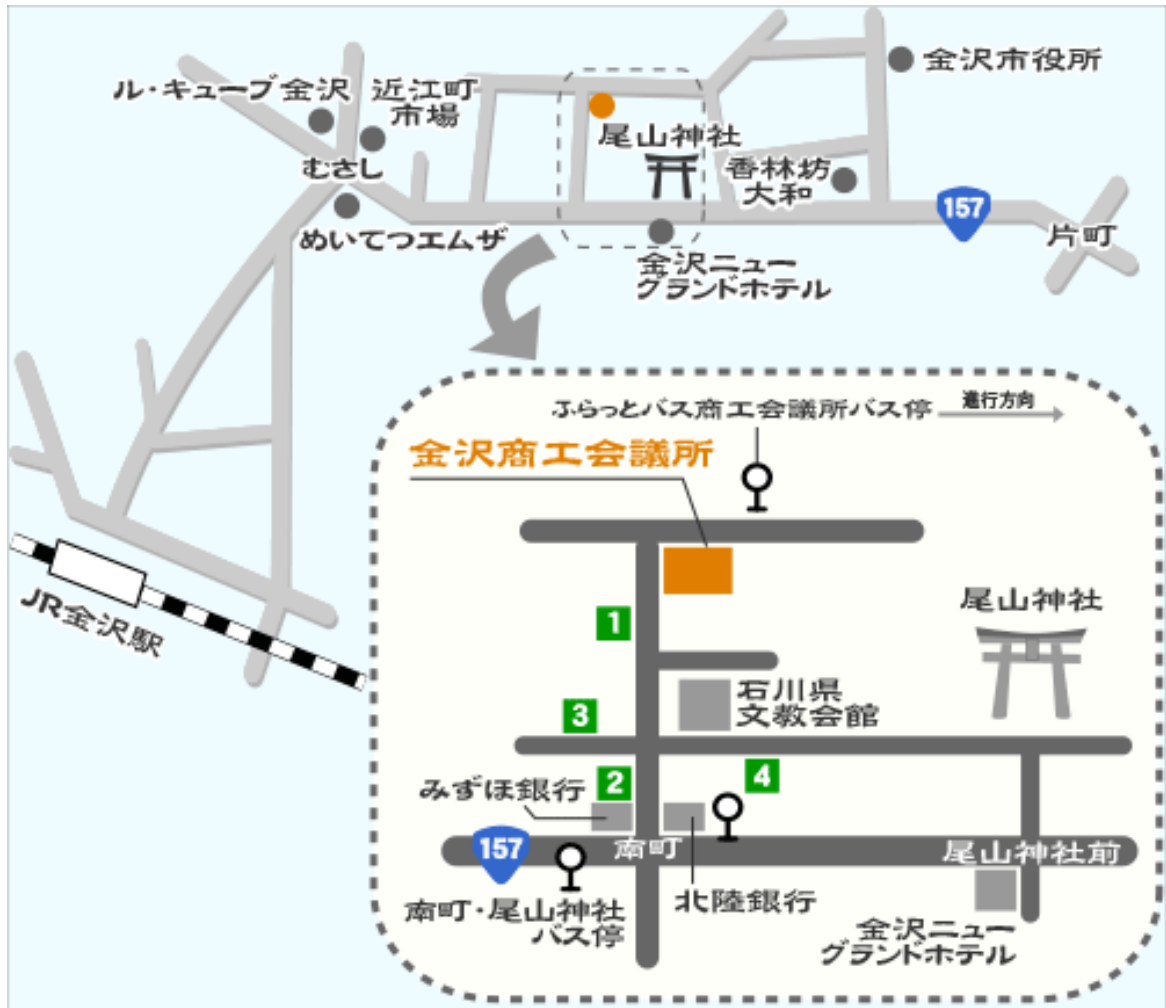 金沢市役所
ル・キューブ金沢
近江町
市場
尾山神社
むさし
香林坊
大和
157
めいてつエムザ
片町
金沢ニュー
グランドホテル
ふらっとバス商工会議所バス停
進行方向
金沢商工会議所
JR金沢駅
尾山神社
1
石川県
文教会館
3
みずほ銀行
2
4
157
南町
尾山神社前
南町・尾山神社
バス停
北陸銀行
金沢ニュー
グランドホテル